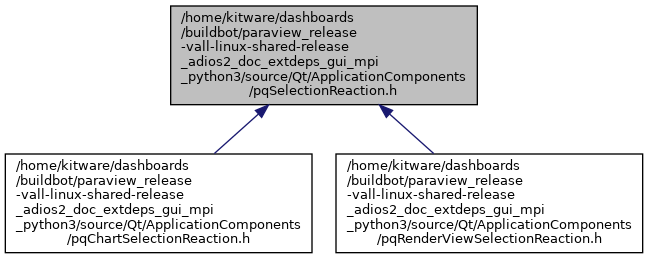 /home/kitware/dashboards
/buildbot/paraview_release
-vall-linux-shared-release
_adios2_doc_extdeps_gui_mpi
_python3/source/Qt/ApplicationComponents
/pqSelectionReaction.h
/home/kitware/dashboards
/buildbot/paraview_release
-vall-linux-shared-release
_adios2_doc_extdeps_gui_mpi
_python3/source/Qt/ApplicationComponents
/pqChartSelectionReaction.h
/home/kitware/dashboards
/buildbot/paraview_release
-vall-linux-shared-release
_adios2_doc_extdeps_gui_mpi
_python3/source/Qt/ApplicationComponents
/pqRenderViewSelectionReaction.h